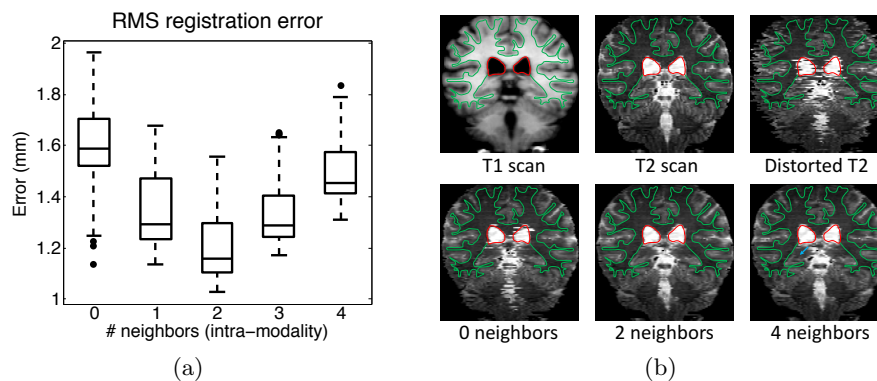 RMS registration error
2
1.8
1.6
1.4
1.2
1
Error (mm)
0 1 2 3 4
# neighbors (intra−modality)
(a)
T1 scan T2 scan Distorted T2
0 neighbors 2 neighbors 4 neighbors
(b)